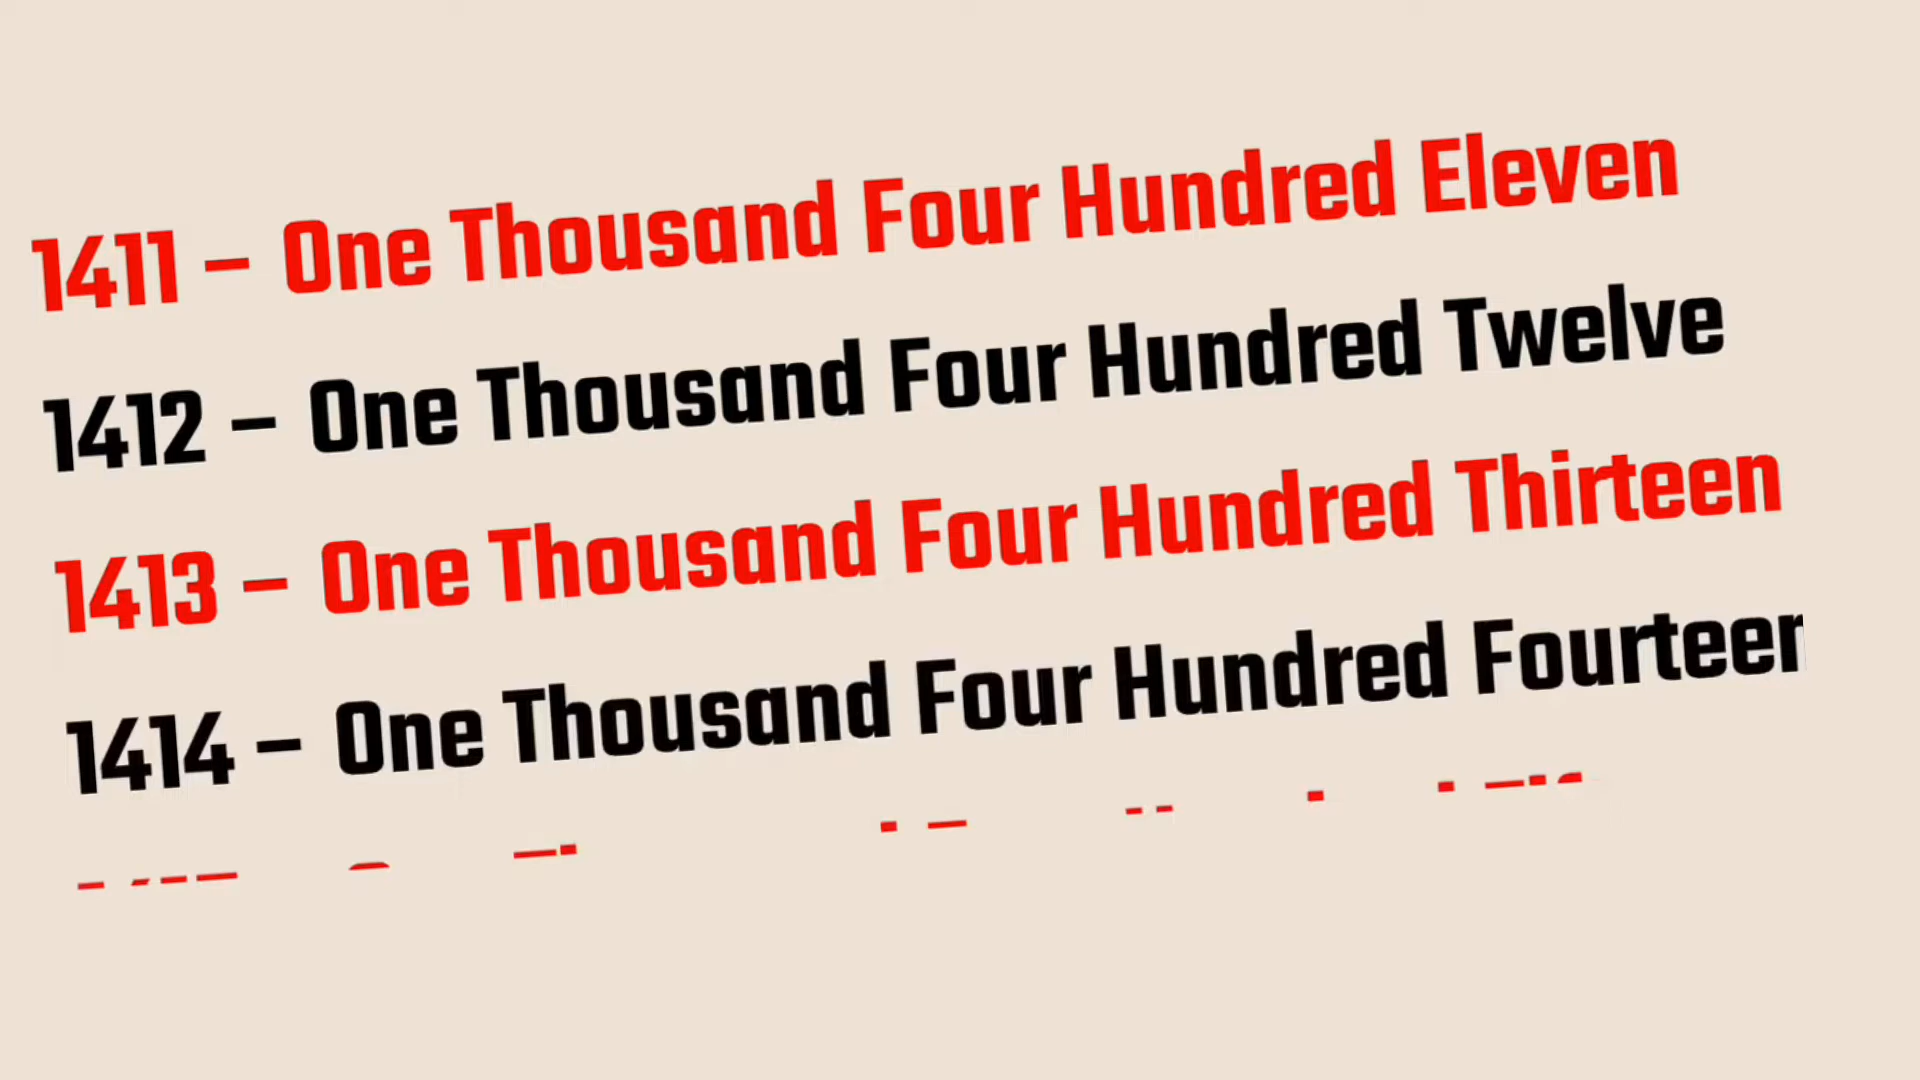 1411 – One Thousand Four Hundred Eleven
1412 – One Thousand Four Hundred Twelve
1413 – One Thousand Four Hundred Thirteen
1414 – One Thousand Four Hundred Fourteen